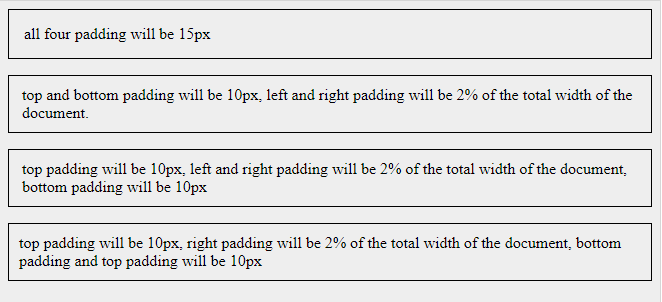 all four padding will be 15px
top and bottom padding will be 10px, left and right padding will be 2% of the total width of the
document.
top padding will be 10px, left and right padding will be 2% of the total width of the document,
bottom padding will be 10px
top padding will be 10px, right padding will be 2% of the total width of the document, bottom
padding and top padding will be 10px